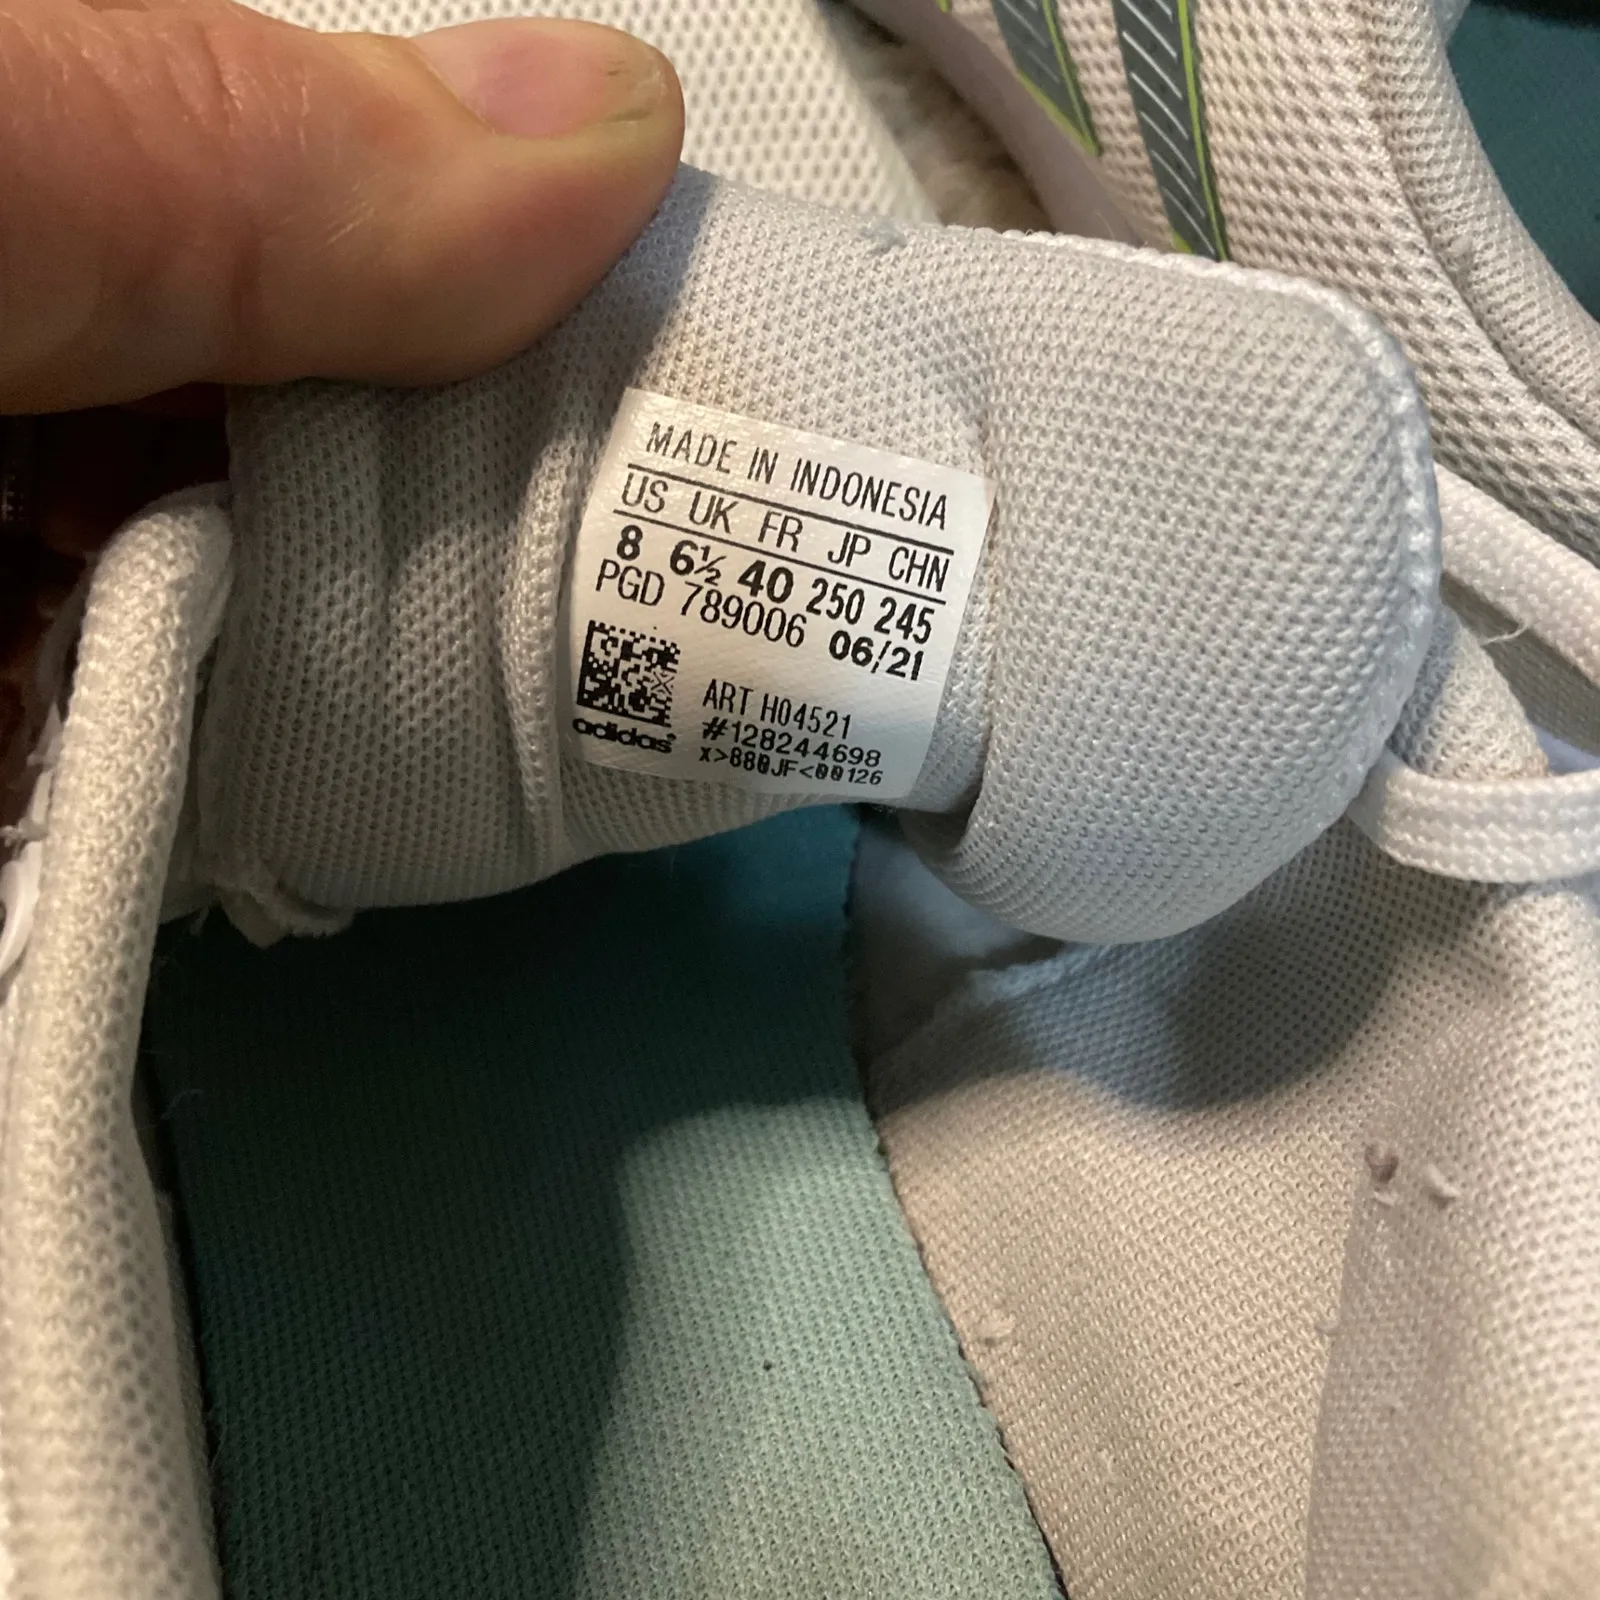 MADE IN INDONESIA
US UK FR JP CHN
8 6½ 40 250 245
PGD 789006 06/21
ART H04521
#128244698
x>880JF<00126
adidas